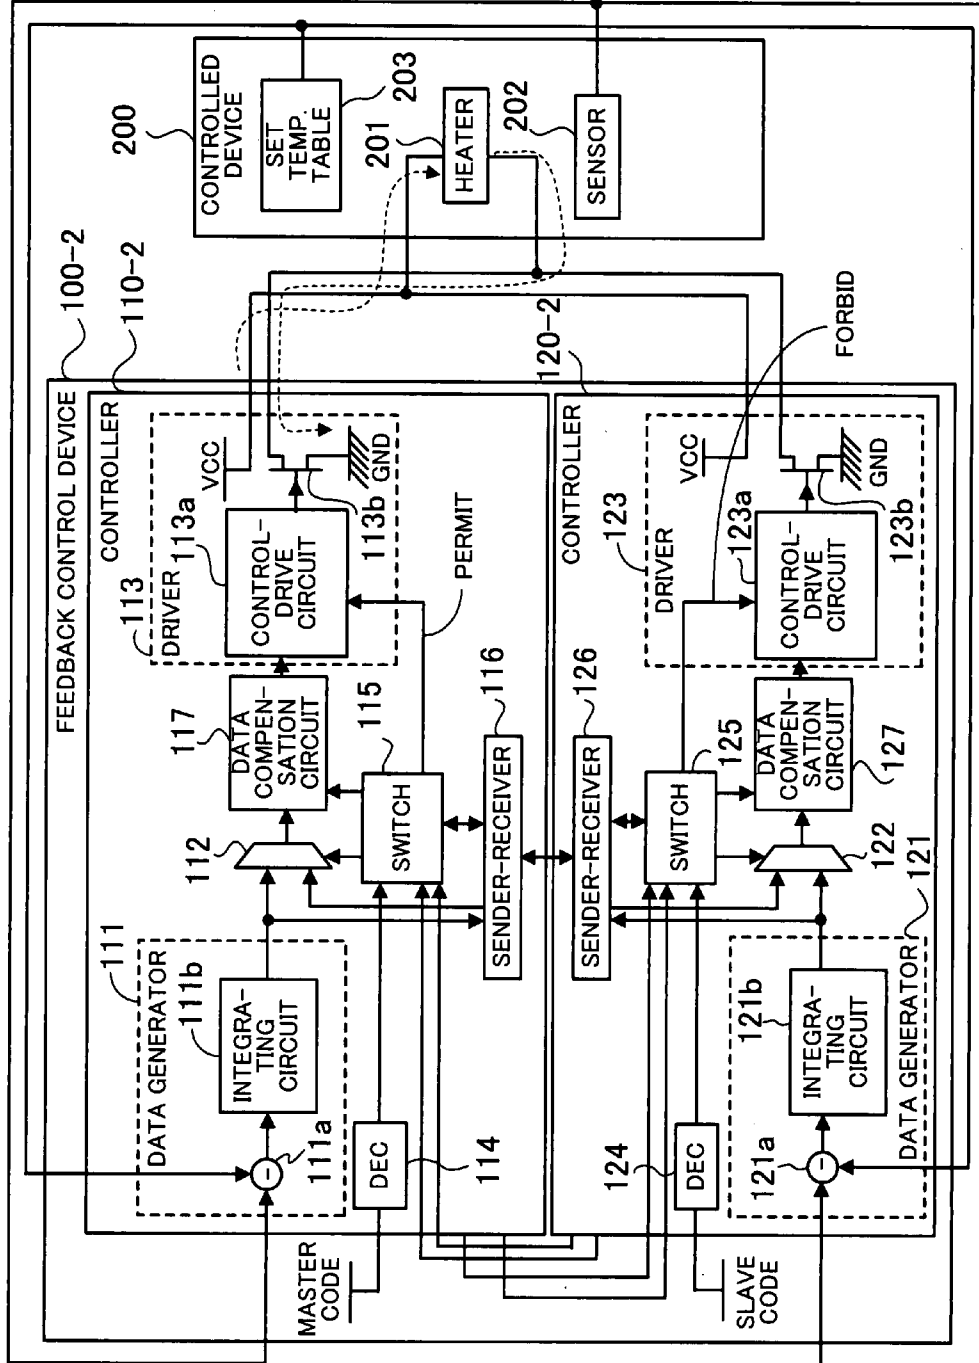 FEEDBACK CONTROL DEVICE
100-2
CONTROLLER
110-2
DATA GENERATOR
111
111a
-
INTEGRA-
TING
CIRCUIT
111b
112
DATA
COMPEN-
SATION
CIRCUIT
117
DRIVER
113
CONTROL-
DRIVE
CIRCUIT
113a
VCC
113b
GND
PERMIT
MASTER
CODE
DEC
114
SWITCH
115
SENDER-RECEIVER
116
CONTROLLER
120-2
SENDER-RECEIVER
126
SWITCH
125
SLAVE
CODE
DEC
124
DATA GENERATOR
121
121a
-
INTEGRA-
TING
CIRCUIT
121b
122
DATA
COMPEN-
SATION
CIRCUIT
127
DRIVER
123
CONTROL-
DRIVE
CIRCUIT
123a
VCC
123b
GND
FORBID
CONTROLLED
DEVICE
200
SET
TEMP.
TABLE
203
HEATER
201
SENSOR
202